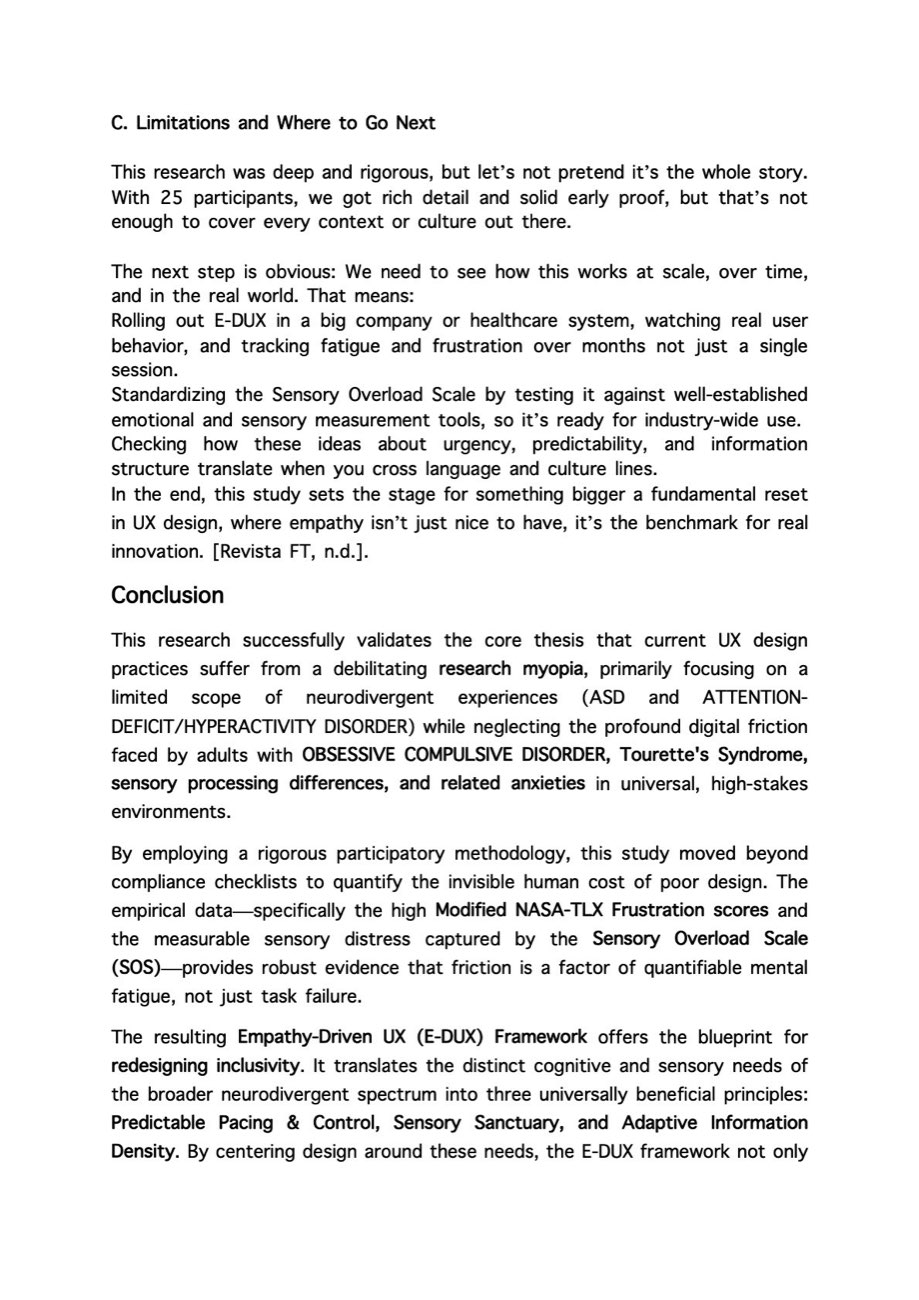 C. Limitations and Where to Go Next
This research was deep and rigorous, but let’s not pretend it’s the whole story.
With 25 participants, we got rich detail and solid early proof, but that’s not
enough to cover every context or culture out there.
The next step is obvious: We need to see how this works at scale, over time,
and in the real world. That means:
Rolling out E-DUX in a big company or healthcare system, watching real user
behavior, and tracking fatigue and frustration over months not just a single
session.
Standardizing the Sensory Overload Scale by testing it against well-established
emotional and sensory measurement tools, so it’s ready for industry-wide use.
Checking how these ideas about urgency, predictability, and information
structure translate when you cross language and culture lines.
In the end, this study sets the stage for something bigger a fundamental reset
in UX design, where empathy isn’t just nice to have, it’s the benchmark for real
innovation. [Revista FT, n.d.].
Conclusion
This research successfully validates the core thesis that current UX design
practices suffer from a debilitating research myopia, primarily focusing on a
limited scope of neurodivergent experiences (ASD and ATTENTION-
DEFICIT/HYPERACTIVITY DISORDER) while neglecting the profound digital friction
faced by adults with OBSESSIVE COMPULSIVE DISORDER, Tourette's Syndrome,
sensory processing differences, and related anxieties in universal, high-stakes
environments.
By employing a rigorous participatory methodology, this study moved beyond
compliance checklists to quantify the invisible human cost of poor design. The
empirical data—specifically the high Modified NASA-TLX Frustration scores and
the measurable sensory distress captured by the Sensory Overload Scale
(SOS)—provides robust evidence that friction is a factor of quantifiable mental
fatigue, not just task failure.
The resulting Empathy-Driven UX (E-DUX) Framework offers the blueprint for
redesigning inclusivity. It translates the distinct cognitive and sensory needs of
the broader neurodivergent spectrum into three universally beneficial principles:
Predictable Pacing & Control, Sensory Sanctuary, and Adaptive Information
Density. By centering design around these needs, the E-DUX framework not only